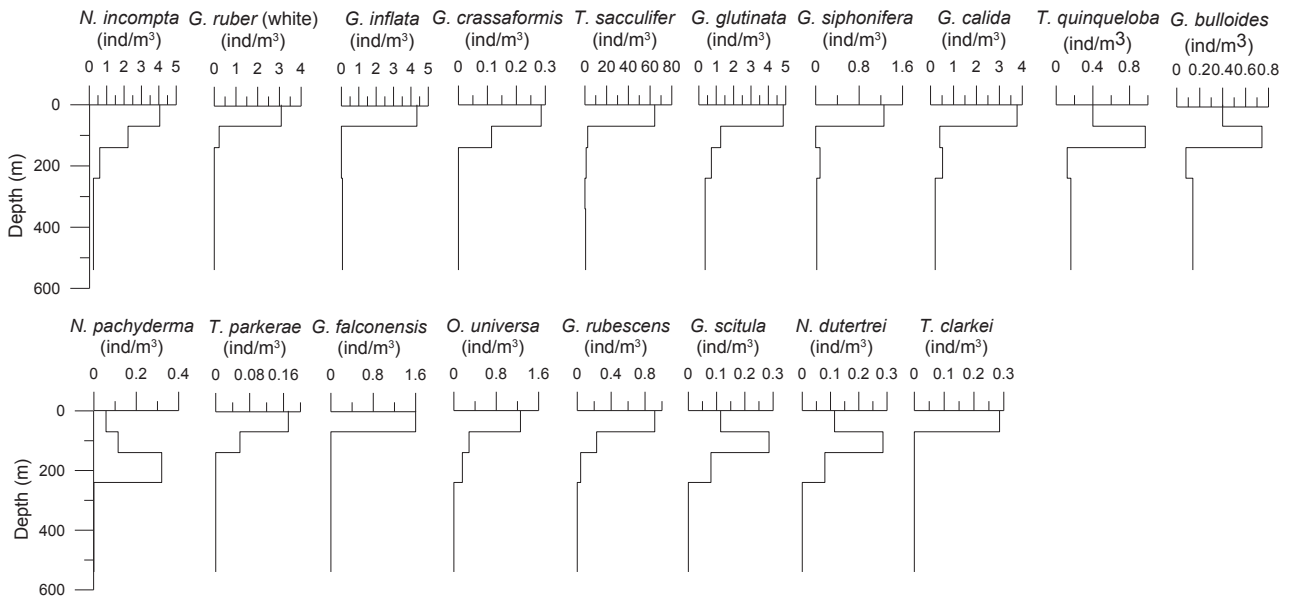 N. incompta G. ruber (white) G. inflata G. crassaformis T. sacculifer G. glutinata G. siphonifera G. calida T. quinqueloba G. bulloides
(ind/m³) (ind/m³) (ind/m³) (ind/m³) (ind/m³) (ind/m³) (ind/m³) (ind/m³) (ind/m³) (ind/m³)
0 1 2 3 4 5 0 1 2 3 4 0 1 2 3 4 5 0 0.1 0.2 0.3 0 20 40 60 80 0 1 2 3 4 5 0 0.8 1.6 0 1 2 3 4 0 0.4 0.8 0 0.20.40.60.8
0
200
400
600
Depth (m)
N. pachyderma T. parkerae G. falconensis O. universa G. rubescens G. scitula N. dutertrei T. clarkei
(ind/m³) (ind/m³) (ind/m³) (ind/m³) (ind/m³) (ind/m³) (ind/m³) (ind/m³)
0 0.2 0.4 0 0.08 0.16 0 0.8 1.6 0 0.8 1.6 0 0.4 0.8 0 0.1 0.2 0.3 0 0.1 0.2 0.3 0 0.1 0.2 0.3
0
200
400
600
Depth (m)